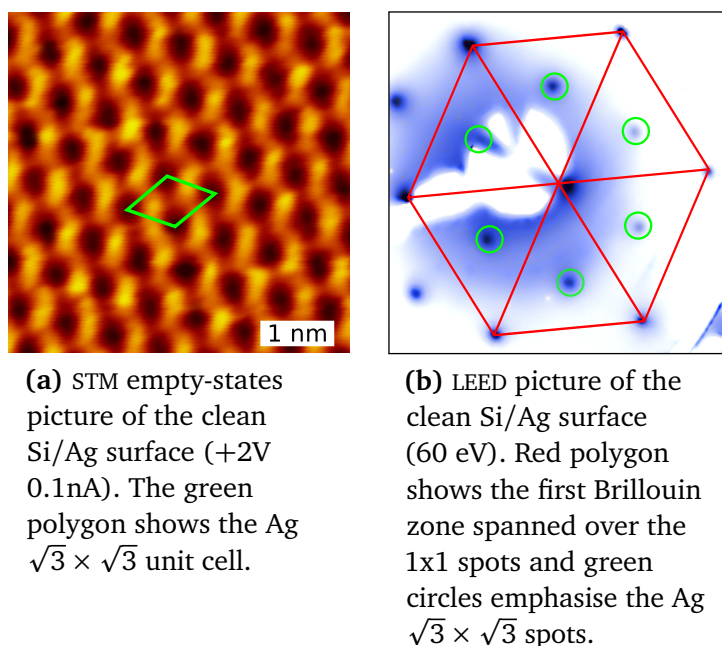 1 nm
(a) STM empty-states
picture of the clean
Si/Ag surface (+2V
0.1nA). The green
polygon shows the Ag
√3 × √3 unit cell.
(b) LEED picture of the
clean Si/Ag surface
(60 eV). Red polygon
shows the first Brillouin
zone spanned over the
1x1 spots and green
circles emphasise the Ag
√3 × √3 spots.